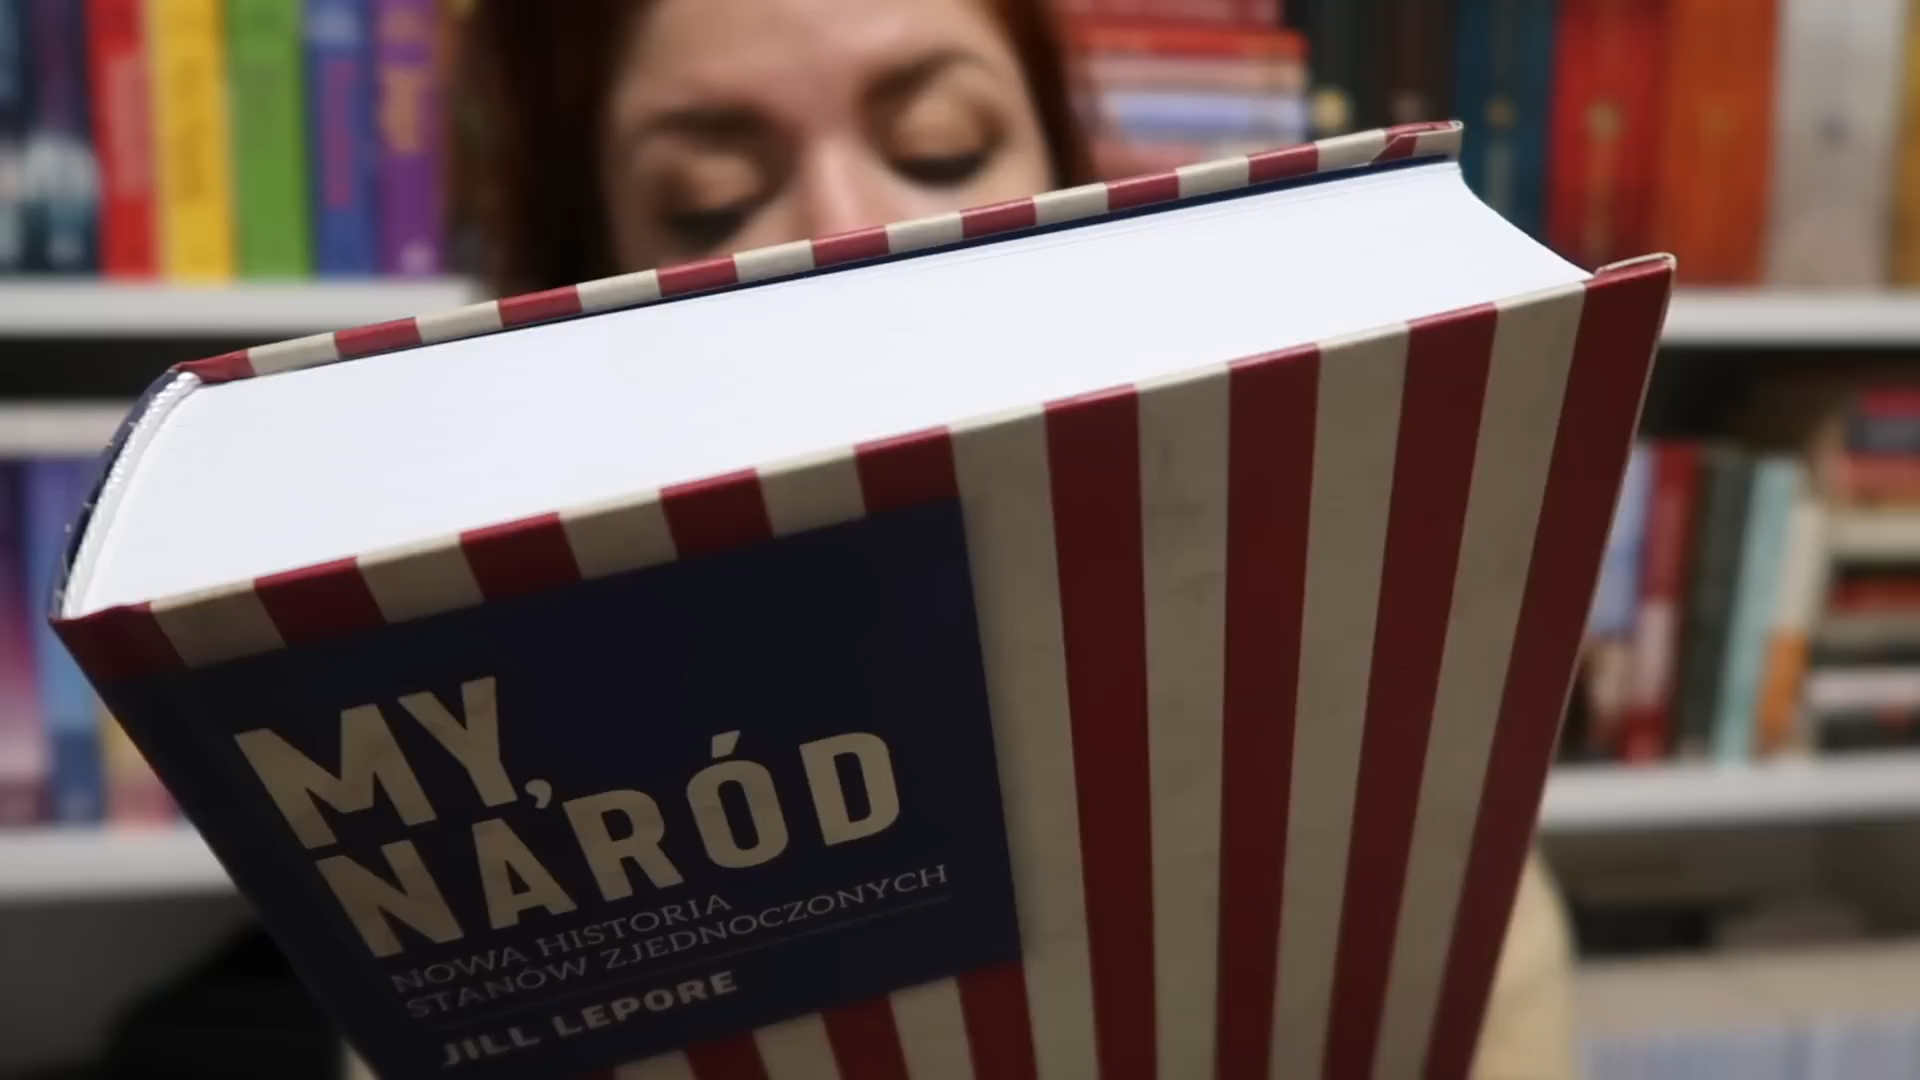 MY,
NARÓD
NOWA HISTORIA
STANÓW ZJEDNOCZONYCH
JILL LEPORE